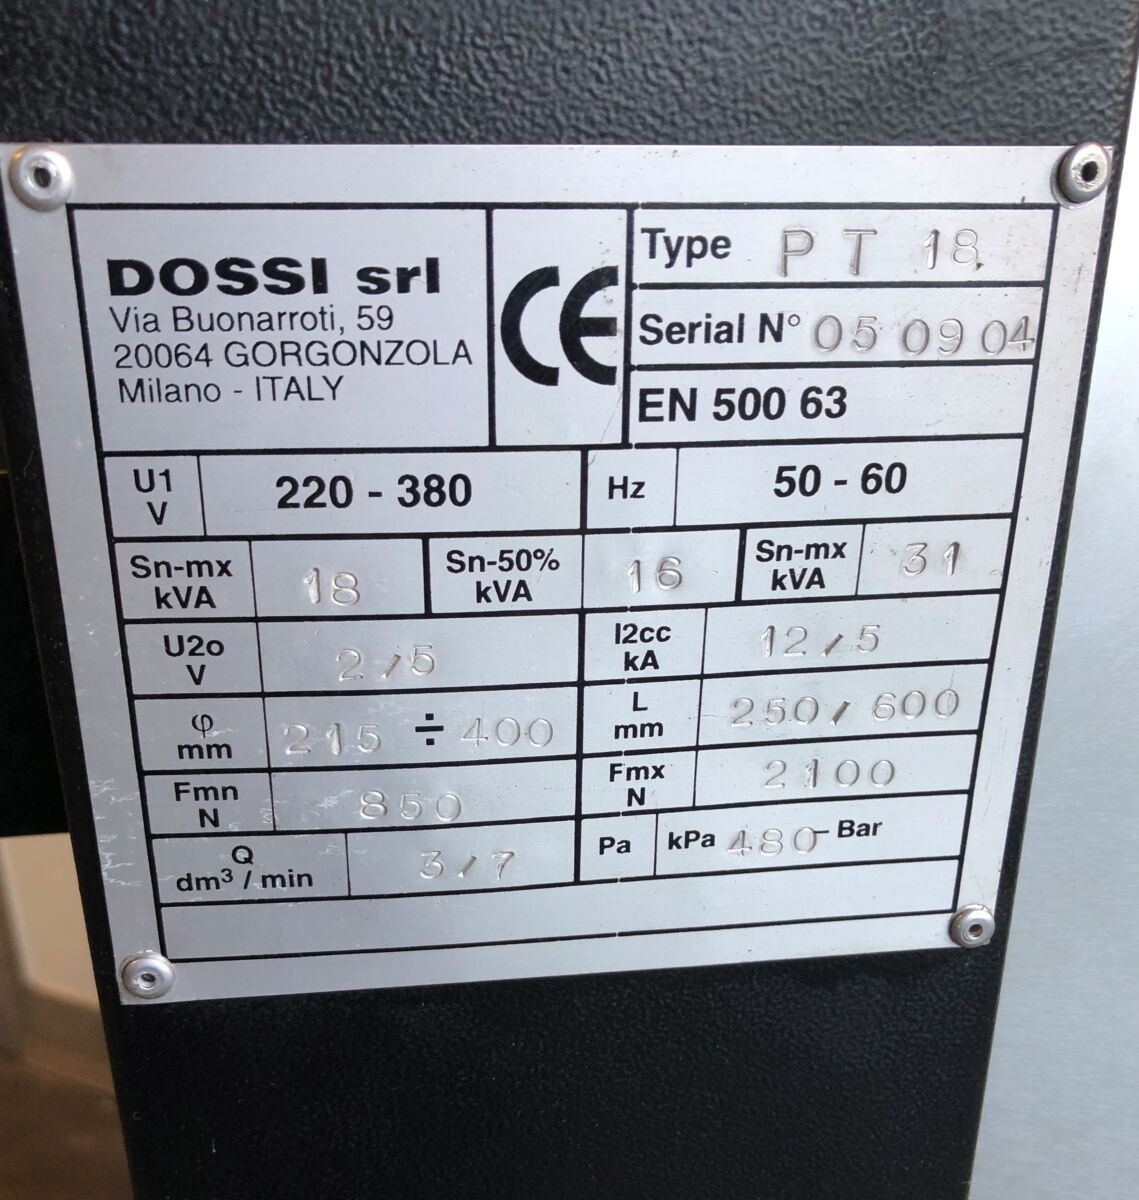 DOSSI srl
Via Buonarroti, 59
20064 GORGONZOLA
Milano - ITALY
CE
Type PT 18
Serial N° 050904
EN 500 63
U1 V 220 - 380 Hz 50 - 60
Sn-mx kVA 18 Sn-50% kVA 16 Sn-mx kVA 31
U2o V 2,5 I2cc kA 12,5
φ mm 215 ÷ 400 L mm 250/600
Fmn N 850 Fmx N 2100
Q dm³ / min 3/7 Pa kPa 480 - Bar